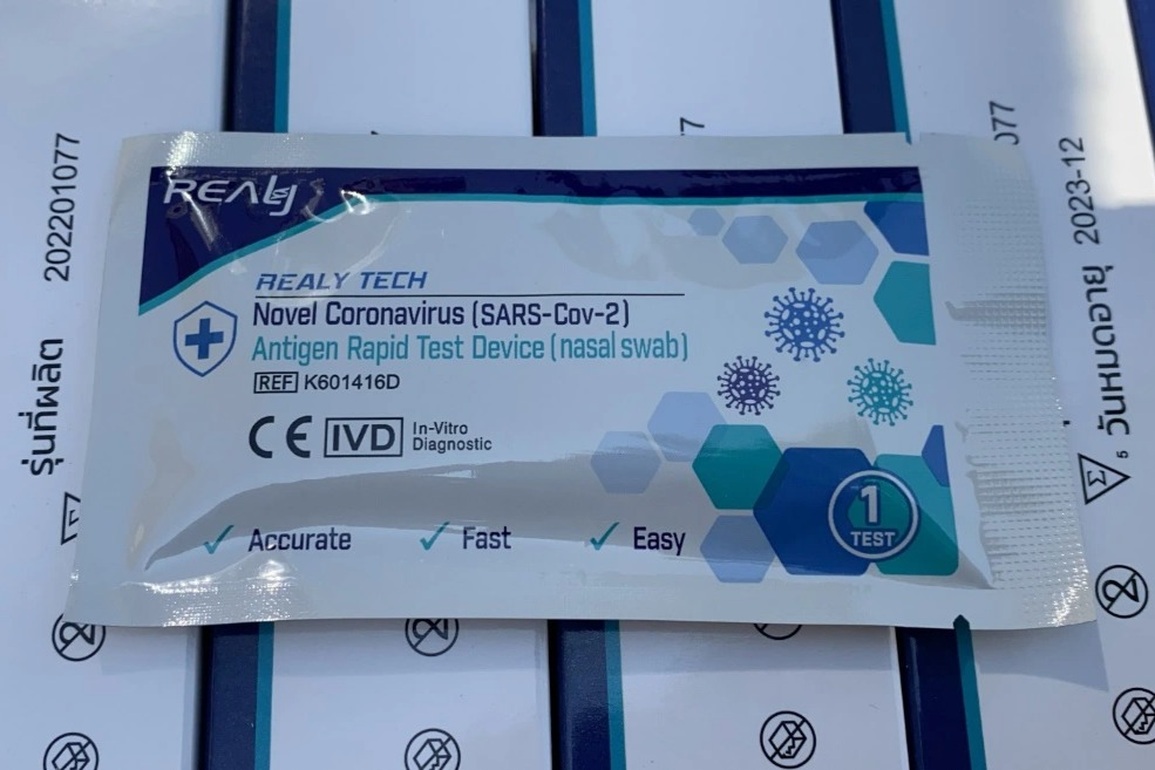 REALY
REALY TECH
Novel Coronavirus (SARS-Cov-2)
Antigen Rapid Test Device (nasal swab)
REF K601416D
CE IVD In-Vitro
Diagnostic
✓ Accurate ✓ Fast ✓ Easy
1
TEST
รุ่นที่ผลิต 202201077
077
วันหมดอายุ 2023-12
Σ 5